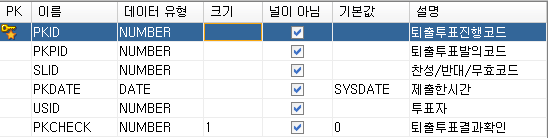 PK 이름 데이터 유형 크기 널이 아님 기본값 설명
PKID NUMBER 퇴출투표진행코드
PKPID NUMBER 퇴출투표발의코드
SLID NUMBER 찬성/반대/무효코드
PKDATE DATE SYSDATE 제출한시간
USID NUMBER 투표자
PKCHECK NUMBER 1 0 퇴출투표결과확인